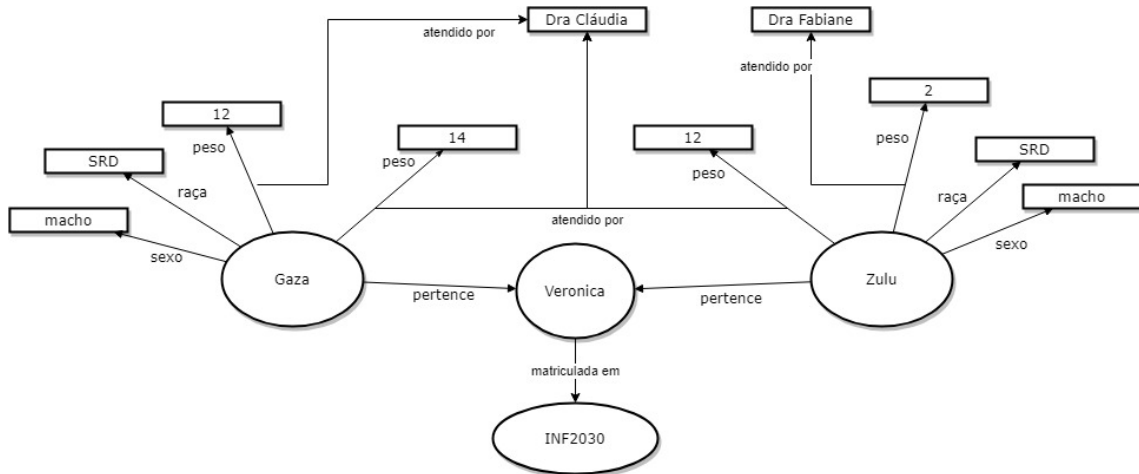 Dra Cláudia
Dra Fabiane
atendido por
atendido por
2
12
14
12
peso
peso
peso
peso
SRD
SRD
raça
raça
macho
macho
sexo
sexo
atendido por
Gaza
Veronica
Zulu
pertence
pertence
matriculada em
INF2030